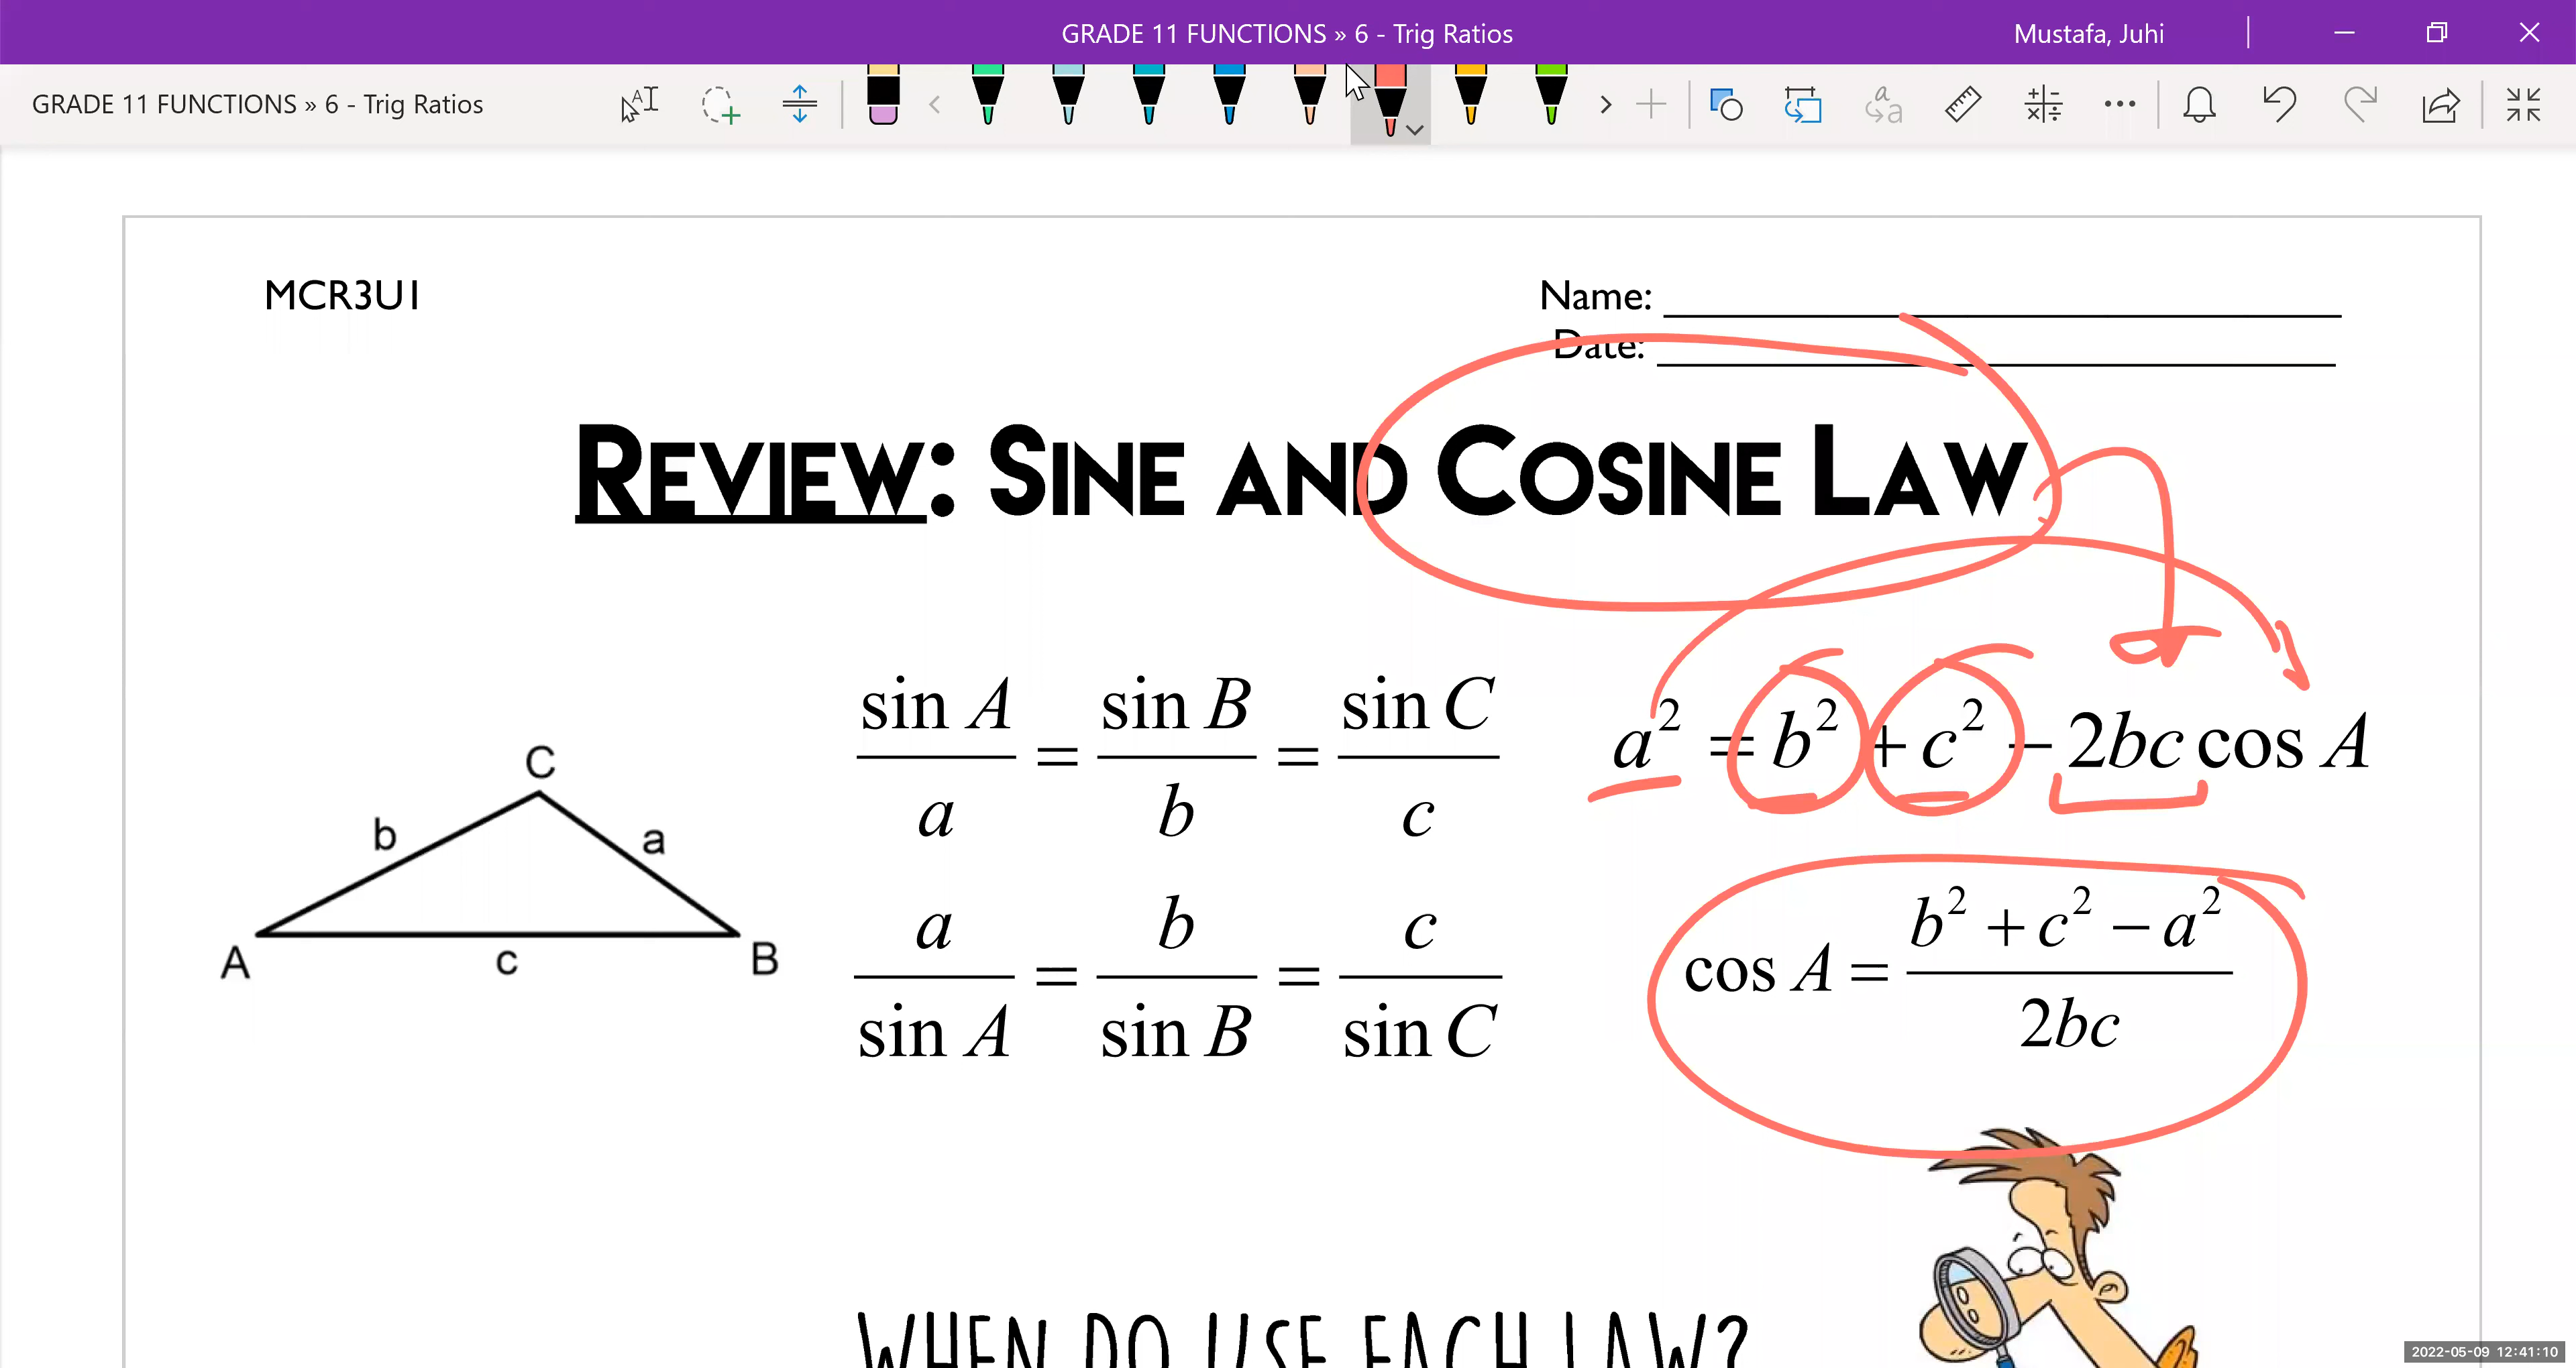 GRADE 11 FUNCTIONS » 6 - Trig Ratios
Mustafa, Juhi
GRADE 11 FUNCTIONS » 6 - Trig Ratios
MCR3U1
Name:
Date:
REVIEW: SINE AND COSINE LAW
sin A / a = sin B / b = sin C / c
a² = b² + c² − 2bc cos A
C
b
a
A
c
B
a / sin A = b / sin B = c / sin C
cos A = (b² + c² − a²) / 2bc
WHEN DO USE EACH LAW?
2022-05-09 12:41:10